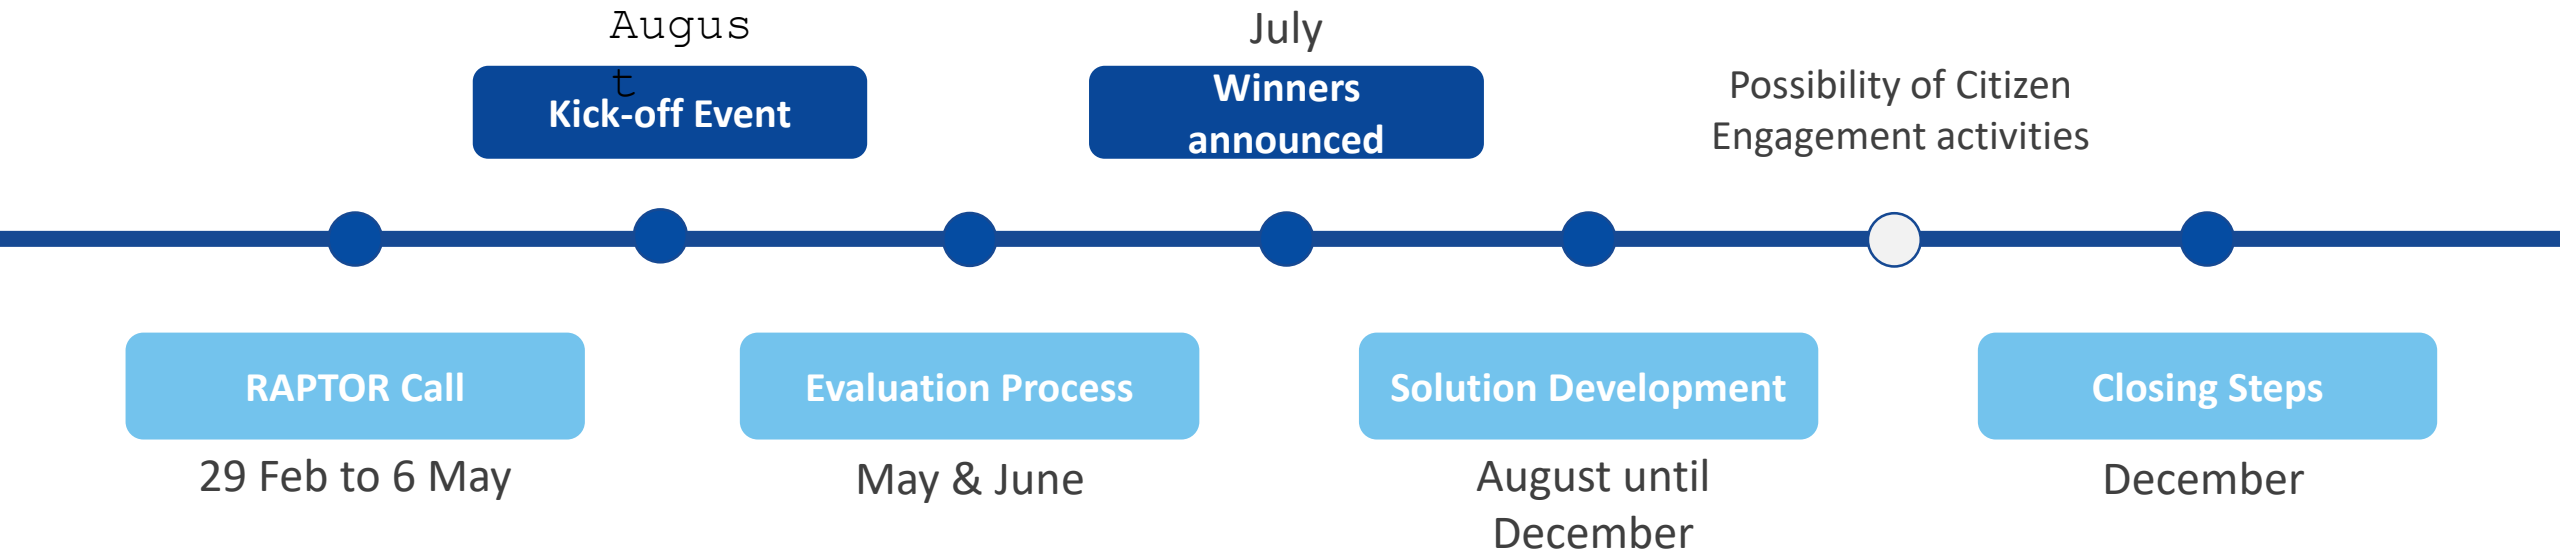 Augus
t
Kick-off Event
July
Winners
announced
Possibility of Citizen
Engagement activities
RAPTOR Call
29 Feb to 6 May
Evaluation Process
May & June
Solution Development
August until
December
Closing Steps
December